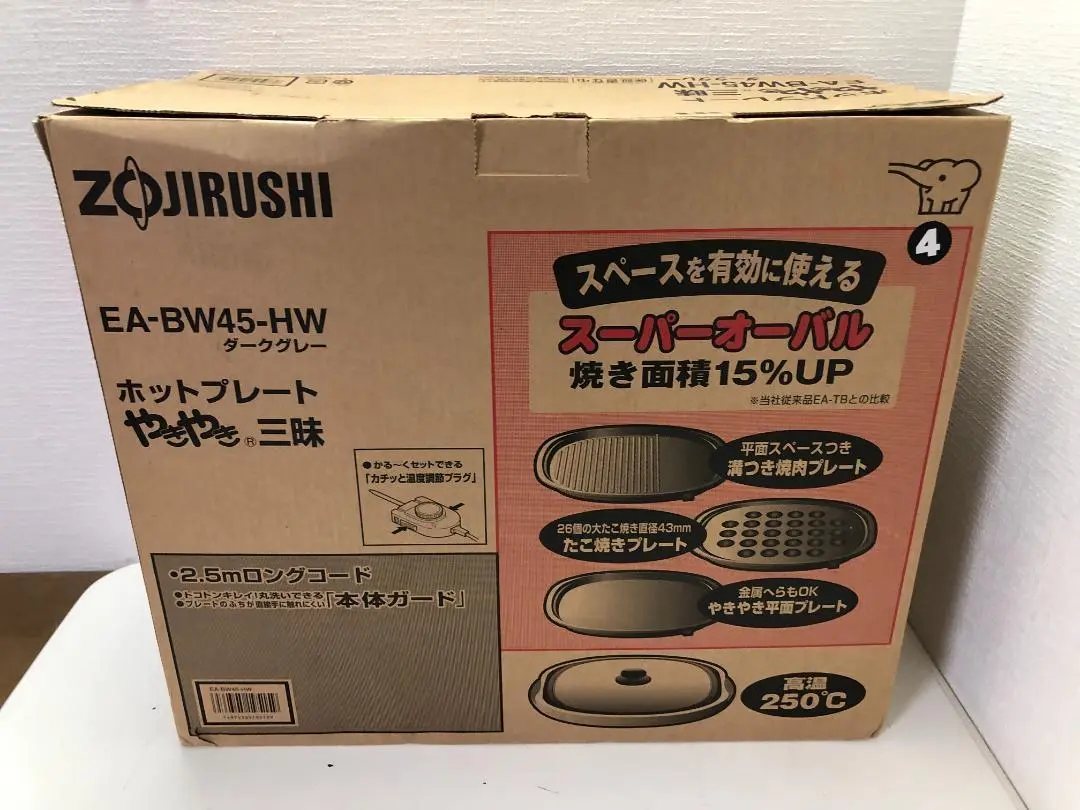 EA-BW45-HW
ZOJIRUSHI
EA-BW45-HW
ダークグレー
ホットプレート
やきやき®三昧
●かる〜くセットできる
「カチッと温度調節プラグ」
•2.5mロングコード
●トコトンキレイ!丸洗いできる
●プレートのふちが直接手に触れにくい
「本体ガード」
EA-BW45-HW
4
スペースを有効に使える
スーパーオーバル
焼き面積15%UP
※当社従来品EA-TBとの比較
平面スペースつき
溝つき焼肉プレート
26個の大たこ焼き直径43mm
たこ焼きプレート
金属へらもOK
やきやき平面プレート
高温
250℃